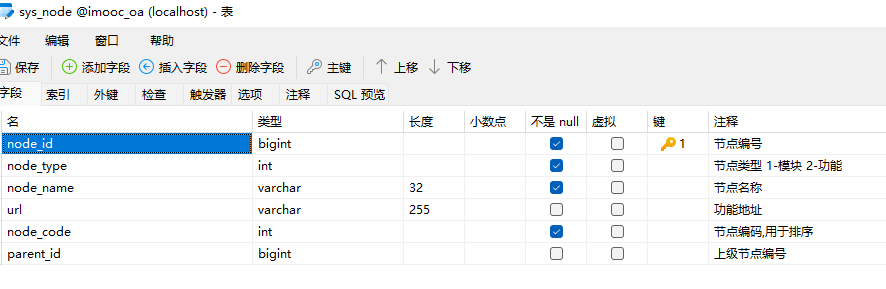 sys_node @imooc_oa (localhost) - 表
文件 编辑 窗口 帮助
保存 添加字段 插入字段 删除字段 主键 上移 下移
字段 索引 外键 检查 触发器 选项 注释 SQL 预览
名 类型 长度 小数点 不是 null 虚拟 键 注释
node_id bigint 1 节点编号
node_type int 节点类型 1-模块 2-功能
node_name varchar 32 节点名称
url varchar 255 功能地址
node_code int 节点编码,用于排序
parent_id bigint 上级节点编号